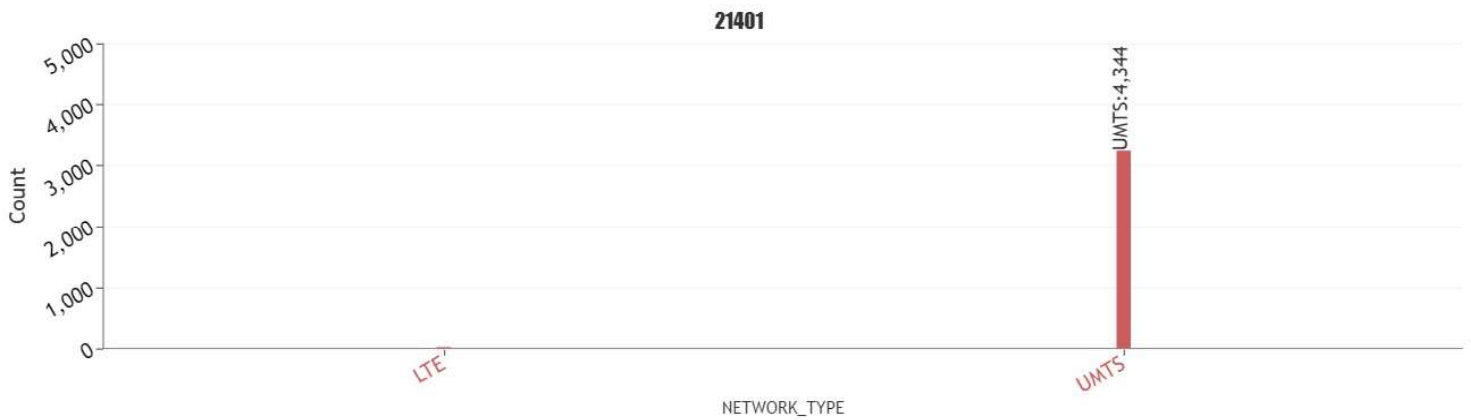 21401
5,000
4,000
3,000
2,000
1,000
0
Count
UMTS:4,344
LTE
UMTS
NETWORK_TYPE